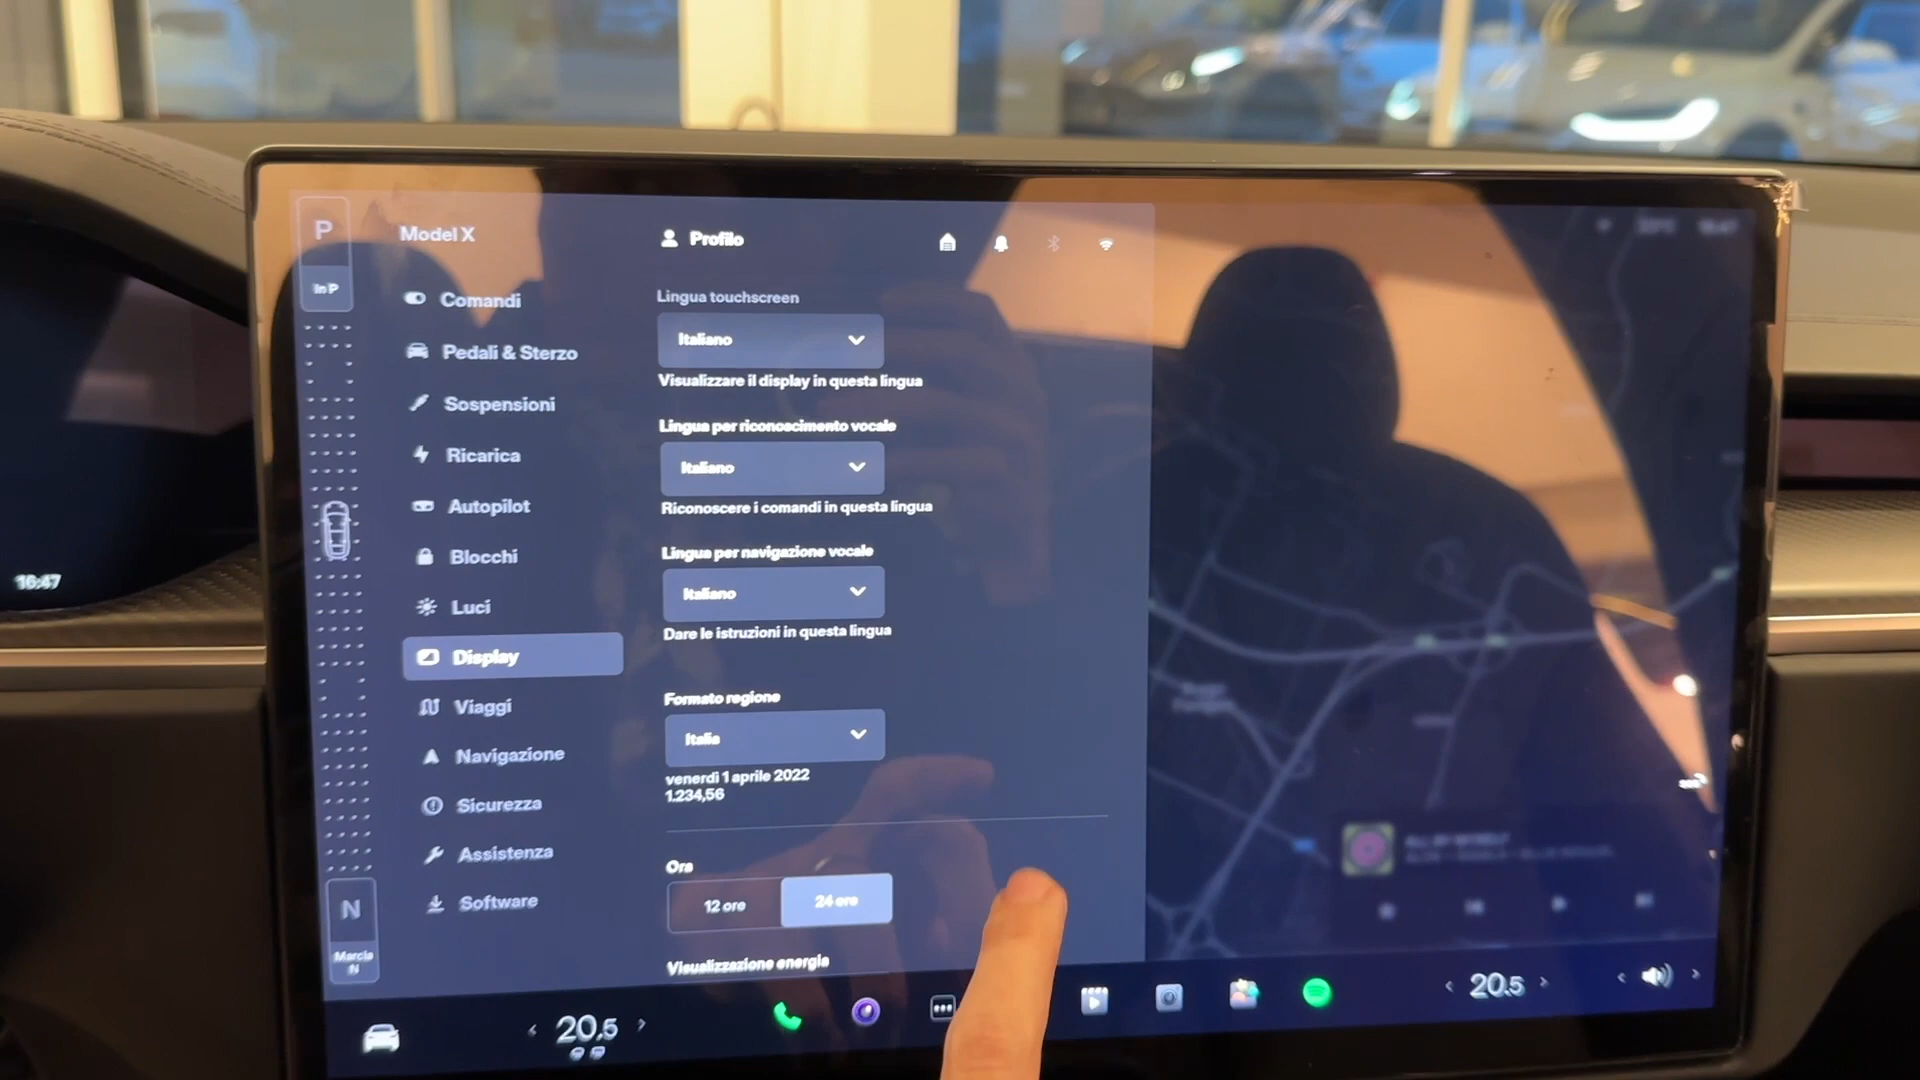 P
In P
Model X
Profilo
Comandi
Pedali & Sterzo
Sospensioni
Ricarica
Autopilot
Blocchi
Luci
Display
Viaggi
Navigazione
Sicurezza
Assistenza
Software
Lingua touchscreen
Italiano
Visualizzare il display in questa lingua
Lingua per riconoscimento vocale
Italiano
Riconoscere i comandi in questa lingua
Lingua per navigazione vocale
Italiano
Dare le istruzioni in questa lingua
Formato regione
Italia
venerdì 1 aprile 2022
1.234,56
Ora
12 ore
24 ore
Visualizzazione energia
16:47
N
Marcia
N
20.5
20.5